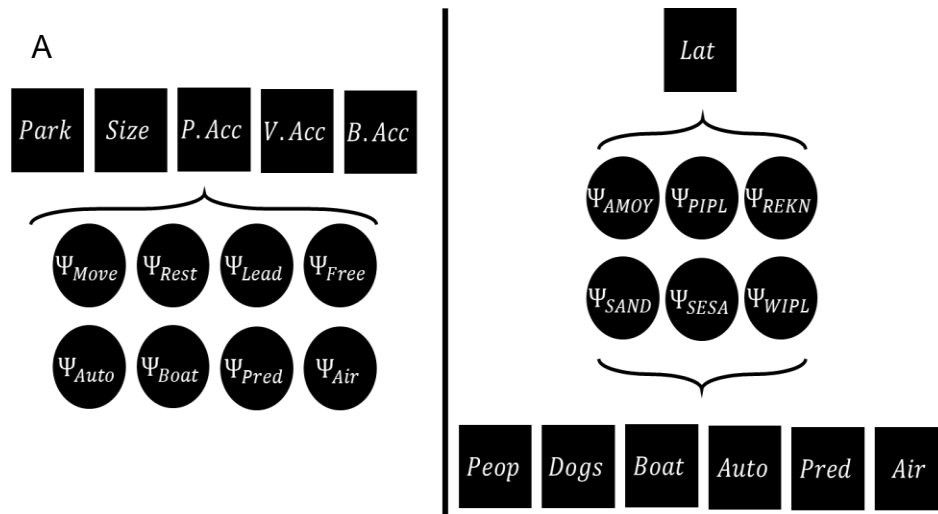 A
Park Size P.Acc V.Acc B.Acc
Ψ_Move Ψ_Rest Ψ_Lead Ψ_Free
Ψ_Auto Ψ_Boat Ψ_Pred Ψ_Air
Lat
Ψ_AMOY Ψ_PIPL Ψ_REKN
Ψ_SAND Ψ_SESA Ψ_WIPL
Peop Dogs Boat Auto Pred Air